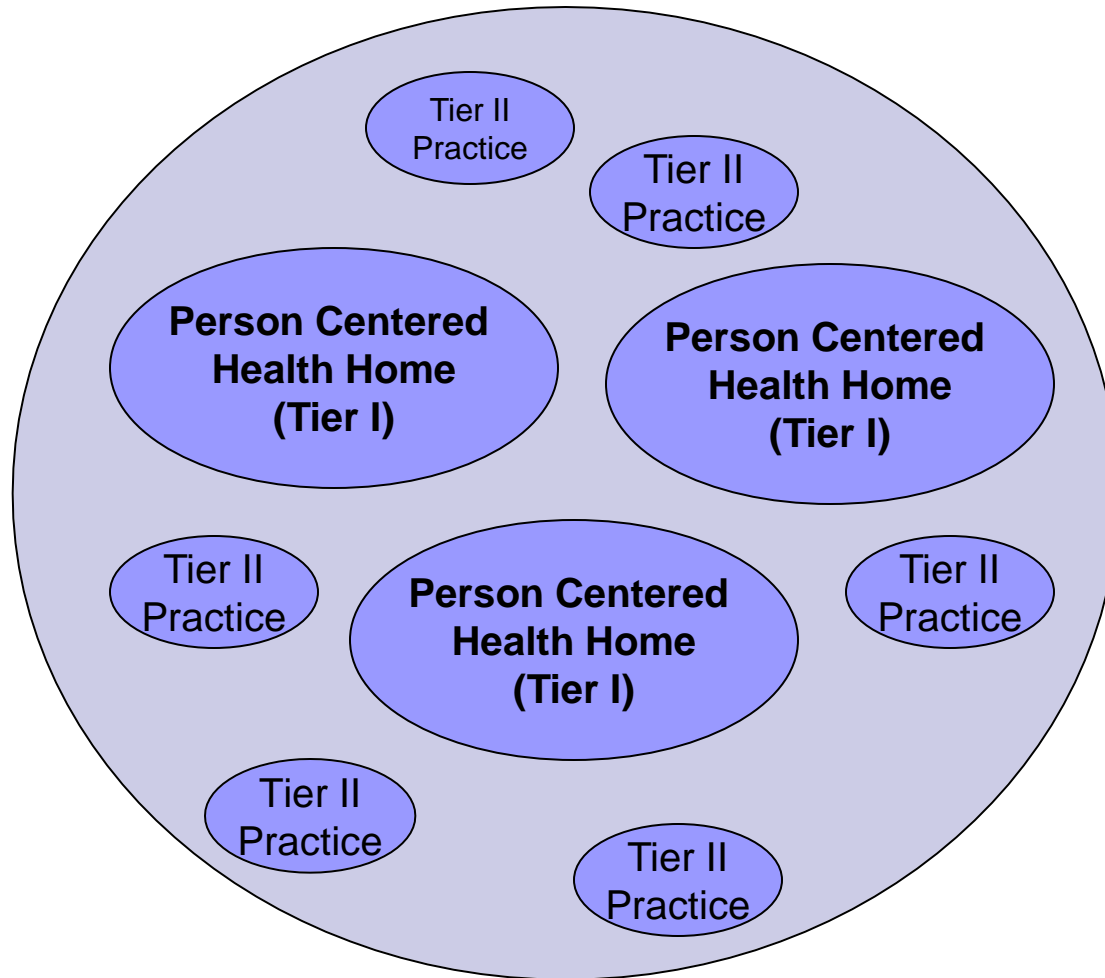 Tier II
Practice
Tier II
Practice
Person Centered
Health Home
(Tier I)
Person Centered
Health Home
(Tier I)
Tier II
Practice
Person Centered
Health Home
(Tier I)
Tier II
Practice
Tier II
Practice
Tier II
Practice